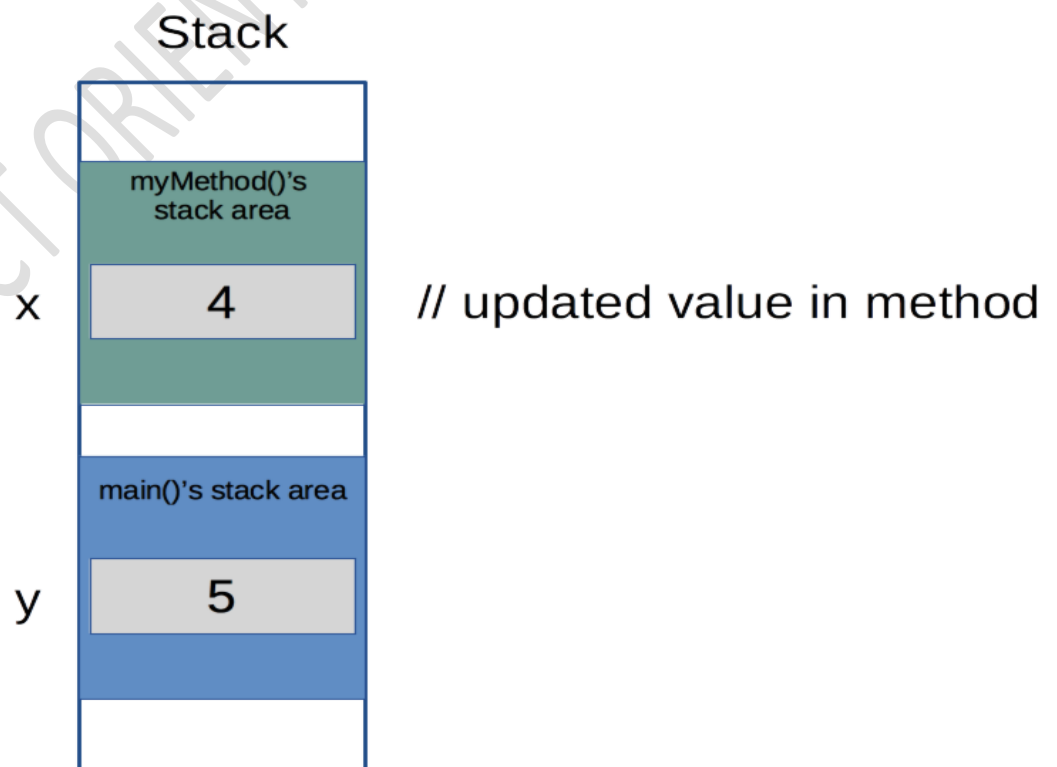 Stack
myMethod()'s
stack area
x
4
// updated value in method
main()'s stack area
y
5